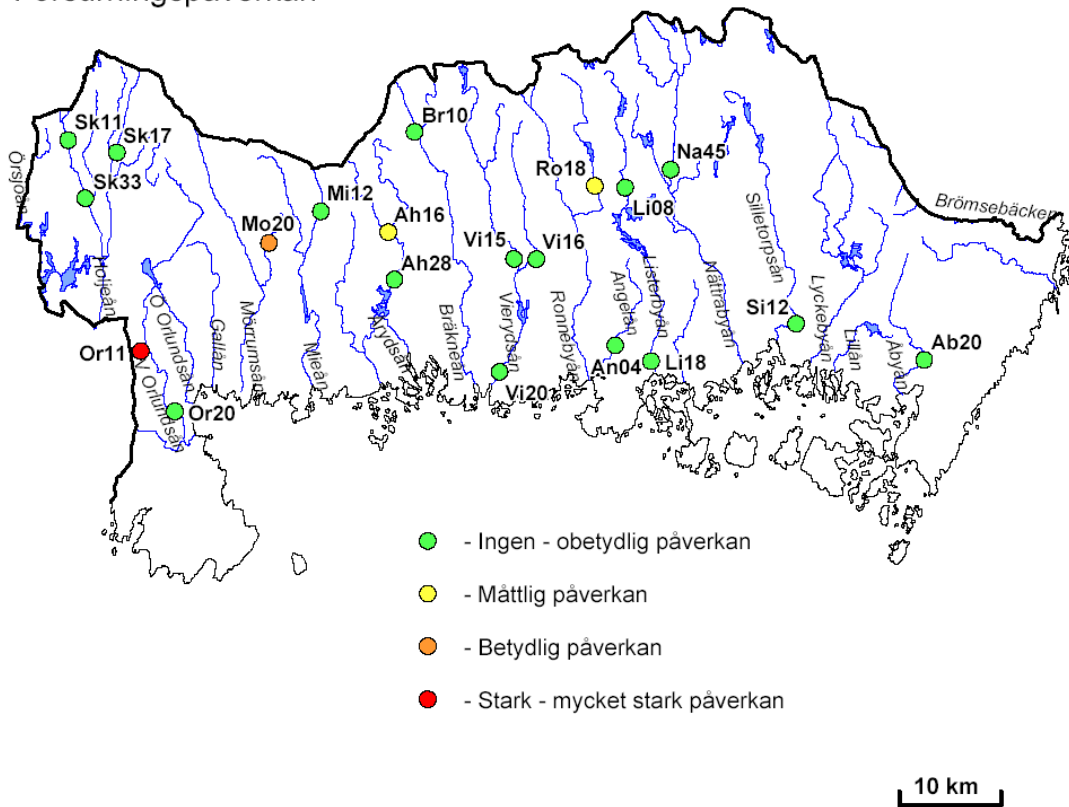 Försurningspåverkan
Sk11
Sk17
Br10
Örsjöån
Sk33
Ro18
Na45
Mi12
Li08
Silletorpsån
Brömsebäcken
Mo20
Ah16
Vi15
Vi16
Ah28
Holjeån
Ö Orlundsån
Gallån
Mörrumsån
Mieån
Bräkneån
Vierydsån
Ronnebyån
Angelån
Listerbyån
Nättrabyån
Si12
Lyckebyån
Lillån
Åbyån
Or11
V Orlundsån
An04
Li18
Ab20
Vi20
Or20
- Ingen - obetydlig påverkan
- Måttlig påverkan
- Betydlig påverkan
- Stark - mycket stark påverkan
10 km